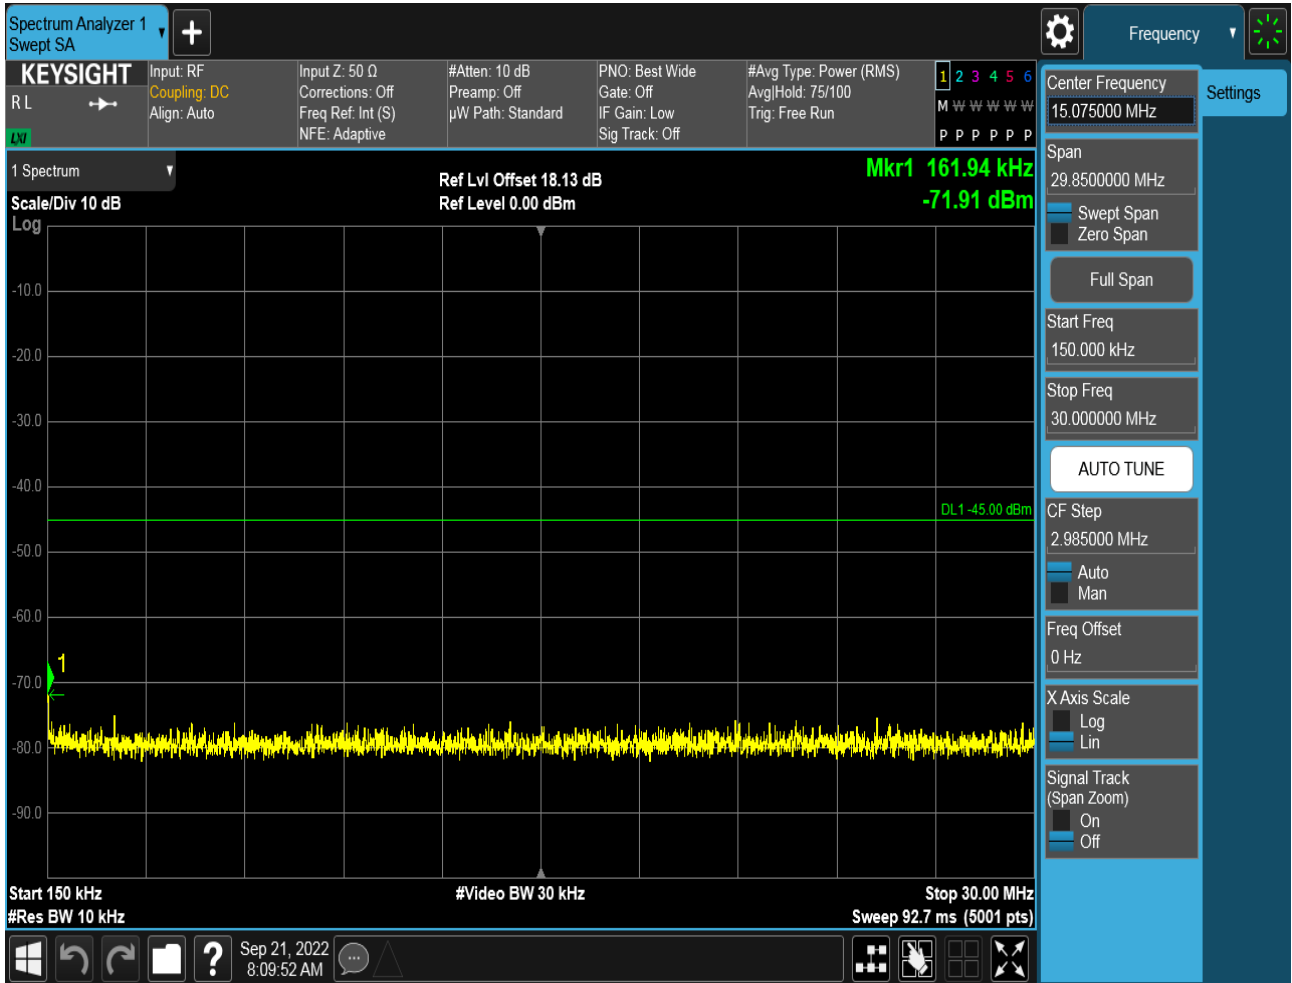 Spectrum Analyzer 1
Swept SA
Frequency
KEYSIGHT
R L
LXI
Input: RF
Coupling: DC
Align: Auto
Input Z: 50 Ω
Corrections: Off
Freq Ref: Int (S)
NFE: Adaptive
#Atten: 10 dB
Preamp: Off
µW Path: Standard
PNO: Best Wide
Gate: Off
IF Gain: Low
Sig Track: Off
#Avg Type: Power (RMS)
Avg|Hold: 75/100
Trig: Free Run
1 2 3 4 5 6
M W W W W W
P P P P P P
1 Spectrum
Scale/Div 10 dB
Log
Ref Lvl Offset 18.13 dB
Ref Level 0.00 dBm
Mkr1 161.94 kHz
-71.91 dBm
-10.0
-20.0
-30.0
-40.0
DL1 -45.00 dBm
-50.0
-60.0
1
-70.0
-80.0
-90.0
Start 150 kHz
#Res BW 10 kHz
#Video BW 30 kHz
Stop 30.00 MHz
Sweep 92.7 ms (5001 pts)
Center Frequency
15.075000 MHz
Settings
Span
29.8500000 MHz
Swept Span
Zero Span
Full Span
Start Freq
150.000 kHz
Stop Freq
30.000000 MHz
AUTO TUNE
CF Step
2.985000 MHz
Auto
Man
Freq Offset
0 Hz
X Axis Scale
Log
Lin
Signal Track
(Span Zoom)
On
Off
?
Sep 21, 2022
8:09:52 AM